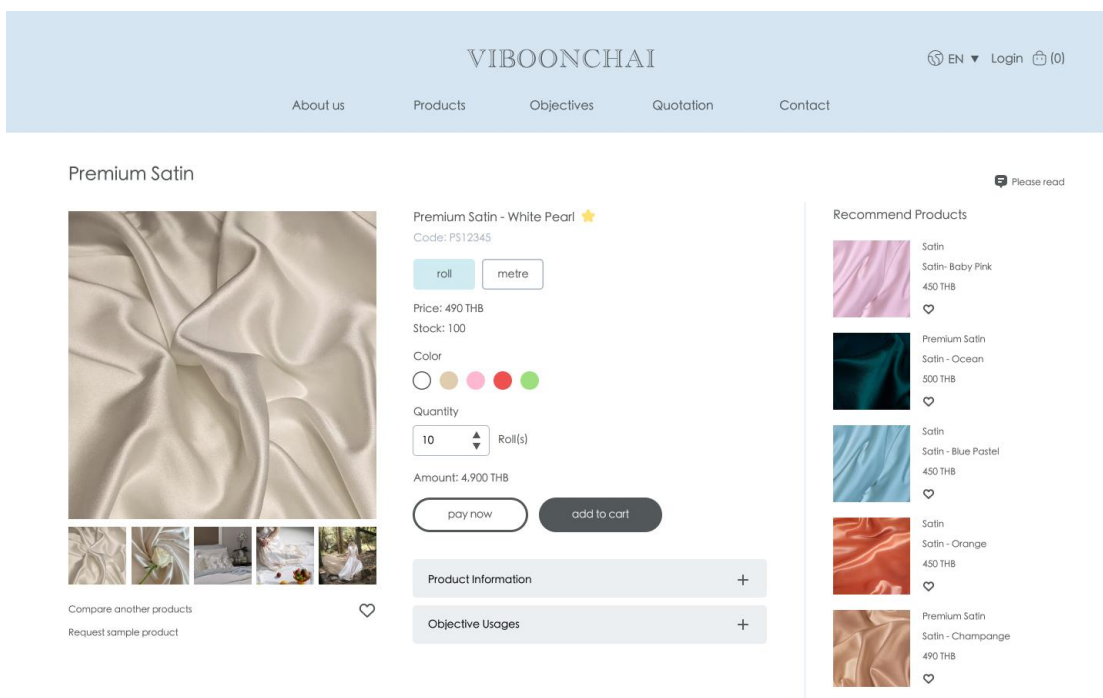 VIBOONCHAI
EN ▼ Login (0)
About us Products Objectives Quotation Contact
Premium Satin
Please read
Premium Satin - White Pearl
Code: PS12345
roll metre
Price: 490 THB
Stock: 100
Color
Quantity
10 Roll(s)
Amount: 4.900 THB
pay now add to cart
Product Information +
Objective Usages +
Compare another products
Request sample product
Recommend Products
Satin
Satin- Baby Pink
450 THB
Premium Satin
Satin - Ocean
500 THB
Satin
Satin - Blue Pastel
450 THB
Satin
Satin - Orange
450 THB
Premium Satin
Satin - Champange
490 THB